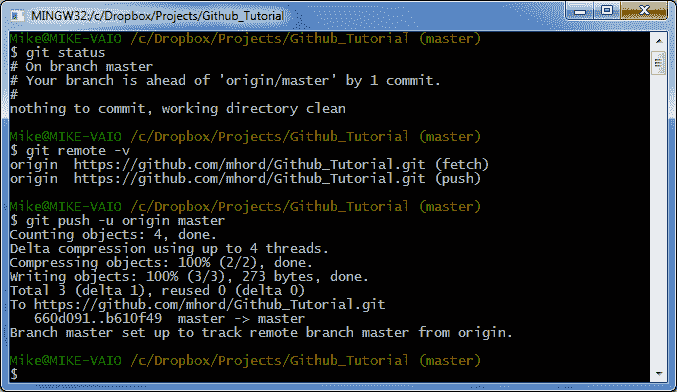 MINGW32:/c/Dropbox/Projects/Github_Tutorial
Mike@MIKE-VAIO /c/Dropbox/Projects/Github_Tutorial (master)
$ git status
# On branch master
# Your branch is ahead of 'origin/master' by 1 commit.
#
nothing to commit, working directory clean
Mike@MIKE-VAIO /c/Dropbox/Projects/Github_Tutorial (master)
$ git remote -v
origin  https://github.com/mhord/Github_Tutorial.git (fetch)
origin  https://github.com/mhord/Github_Tutorial.git (push)
Mike@MIKE-VAIO /c/Dropbox/Projects/Github_Tutorial (master)
$ git push -u origin master
Counting objects: 4, done.
Delta compression using up to 4 threads.
Compressing objects: 100% (2/2), done.
Writing objects: 100% (3/3), 273 bytes, done.
Total 3 (delta 1), reused 0 (delta 0)
To https://github.com/mhord/Github_Tutorial.git
   660d091..b610f49  master -> master
Branch master set up to track remote branch master from origin.
Mike@MIKE-VAIO /c/Dropbox/Projects/Github_Tutorial (master)
$